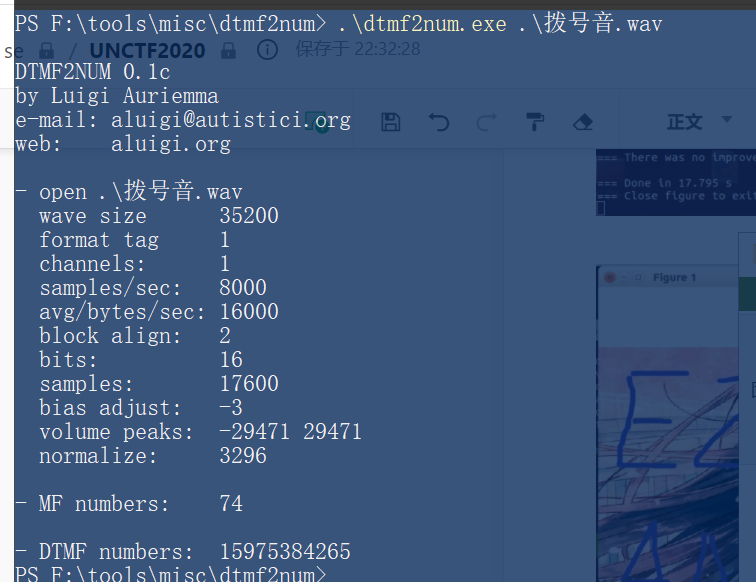 PS F:\tools\misc\dtmf2num> .\dtmf2num.exe .\拨号音.wav
se / UNCTF2020 保存于 22:32:28
DTMF2NUM 0.1c
by Luigi Auriemma
e-mail: aluigi@autistici.org
web: aluigi.org
正文
- open .\拨号音.wav
wave size 35200
format tag 1
channels: 1
samples/sec: 8000
avg/bytes/sec: 16000
block align: 2
bits: 16
samples: 17600
bias adjust: -3
volume peaks: -29471 29471
normalize: 3296
- MF numbers: 74
- DTMF numbers: 15975384265
PS F:\tools\misc\dtmf2num>
=== There was no improve
=== Done in 17.795 s
=== Close figure to exit
Figure 1